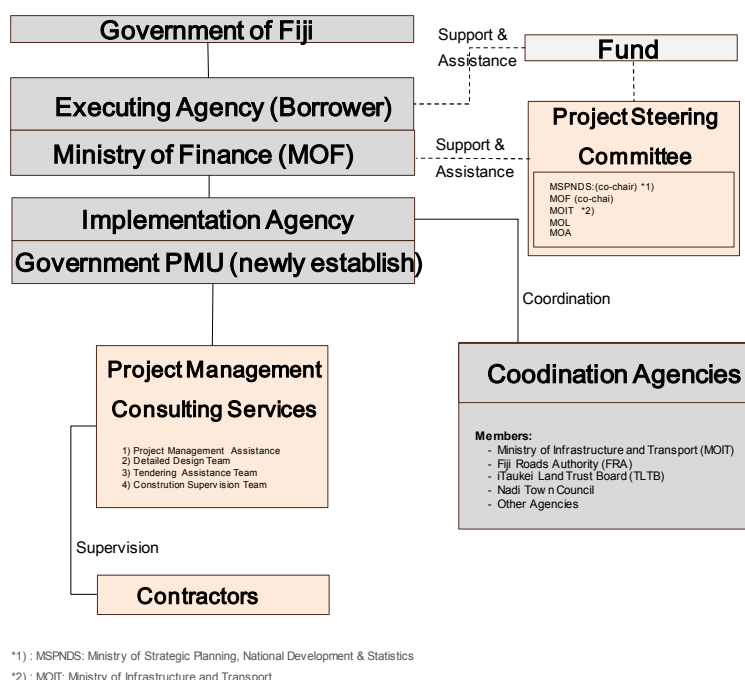 Government of Fiji
Support &
Assistance
Fund
Executing Agency (Borrower)
Ministry of Finance (MOF)
Support &
Assistance
Project Steering
Committee
MSPNDS:(co-chair) *1)
MOF (co-chai)
MOIT *2)
MOL
MOA
Implementation Agency
Government PMU (newly establish)
Coordination
Project Management
Consulting Services
1) Project Management Assistance
2) Detailed Design Team
3) Tendering Assistance Team
4) Constrution Supervision Team
Coodination Agencies
Members:
- Ministry of Infrastructure and Transport (MOIT)
- Fiji Roads Authority (FRA)
- iTaukei Land Trust Board (TLTB)
- Nadi Town Council
- Other Agencies
Supervision
Contractors
*1) : MSPNDS: Ministry of Strategic Planning, National Development & Statistics
*2) : MOIT: Ministry of Infrastructure and Transport